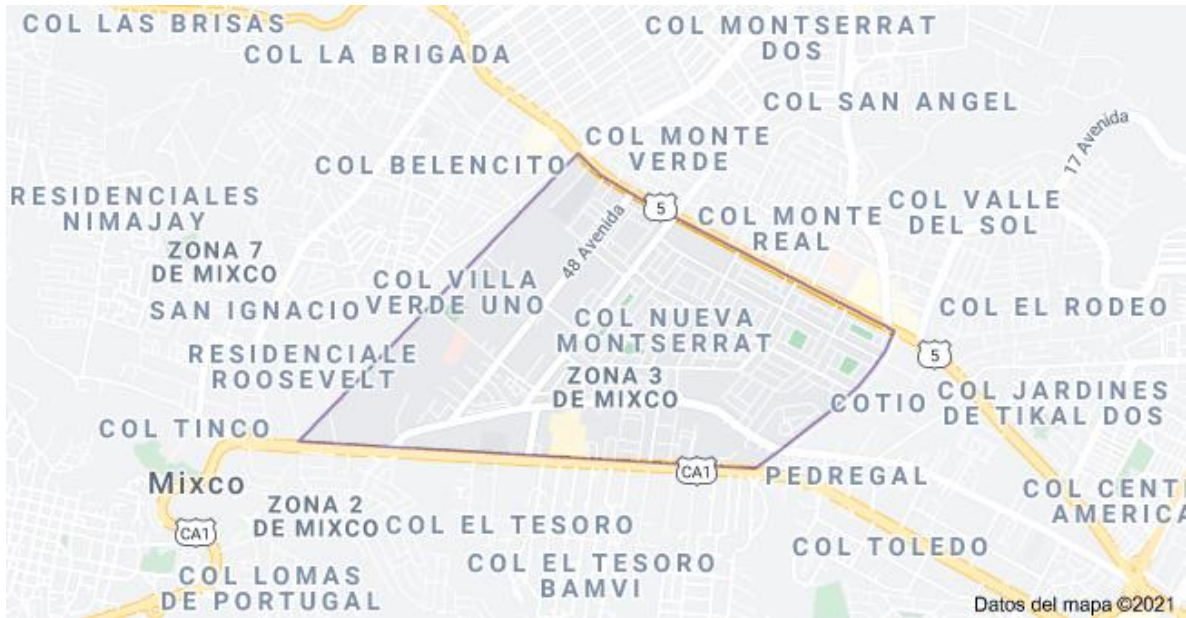 COL LAS BRISAS
COL LA BRIGADA
COL MONTSERRAT
DOS
COL SAN ANGEL
17 Avenida
COL MONTE
VERDE
COL BELENCITO
RESIDENCIALES
NIMAJAY
5
COL VALLE
DEL SOL
COL MONTE
REAL
48 Avenida
ZONA 7
DE MIXCO
COL VILLA
VERDE UNO
SAN IGNACIO
COL EL RODEO
COL NUEVA
MONTSERRAT
RESIDENCIALE
ROOSEVELT
5
ZONA 3
DE MIXCO
COTIO
COL JARDINES
DE TIKAL DOS
COL TINCO
CA1
PEDREGAL
Mixco
COL CENT
AMERICA
ZONA 2
DE MIXCO
COL EL TESORO
CA1
COL TOLEDO
COL EL TESORO
BAMVI
COL LOMAS
DE PORTUGAL
Datos del mapa ©2021